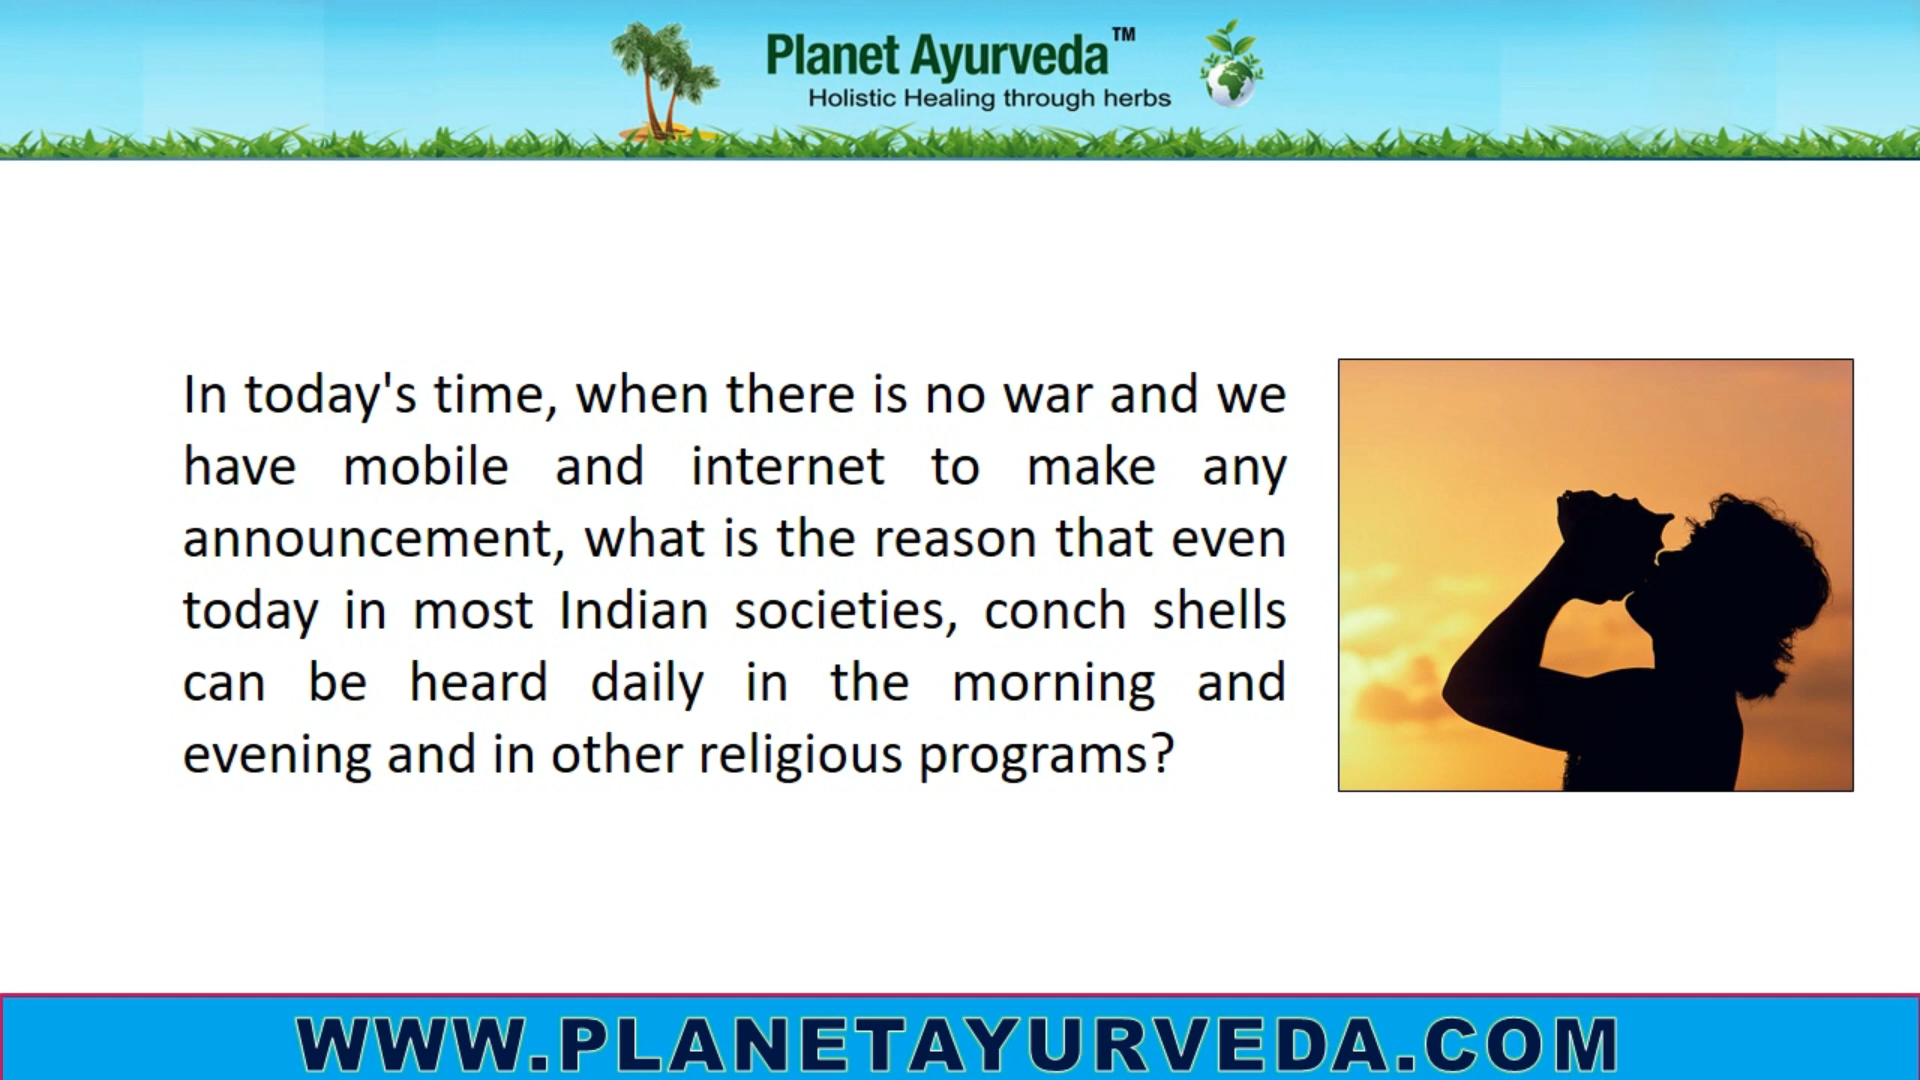 Planet Ayurveda™
Holistic Healing through herbs
In today's time, when there is no war and we
have mobile and internet to make any
announcement, what is the reason that even
today in most Indian societies, conch shells
can be heard daily in the morning and
evening and in other religious programs?
WWW.PLANETAYURVEDA.COM